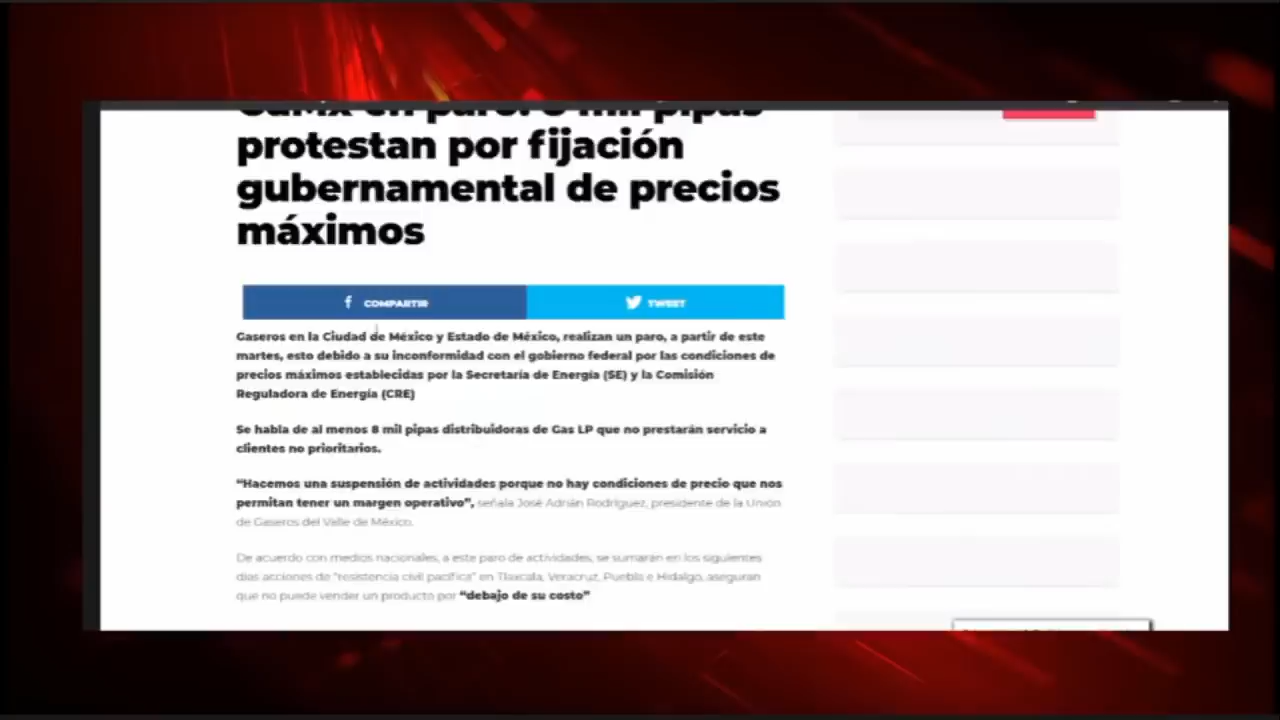 CdMx en paro. 8 mil pipas
protestan por fijación
gubernamental de precios
máximos
COMPARTIR
TWEET
Gaseros en la Ciudad de México y Estado de México, realizan un paro, a partir de este
martes, esto debido a su inconformidad con el gobierno federal por las condiciones de
precios máximos establecidas por la Secretaría de Energía (SE) y la Comisión
Reguladora de Energía (CRE)
Se habla de al menos 8 mil pipas distribuidoras de Gas LP que no prestarán servicio a
clientes no prioritarios.
“Hacemos una suspensión de actividades porque no hay condiciones de precio que nos
permitan tener un margen operativo”, señala José Adrián Rodríguez, presidente de la Unión
de Gaseros del Valle de México.
De acuerdo con medios nacionales, a este paro de actividades, se sumarán en los siguientes
días acciones de “resistencia civil pacífica” en Tlaxcala, Veracruz, Puebla e Hidalgo, aseguran
que no puede vender un producto por “debajo de su costo”